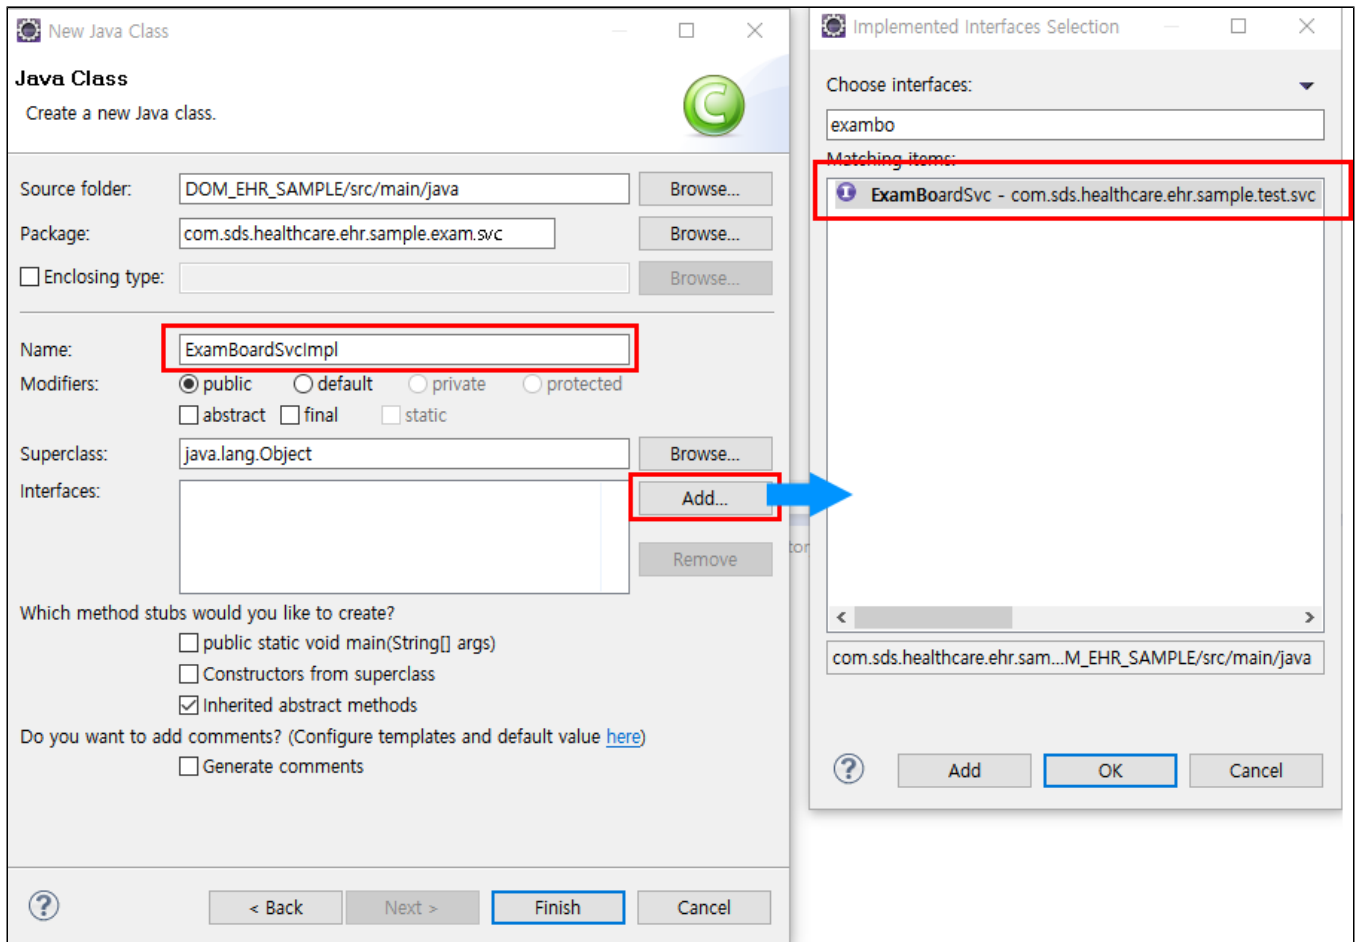 New Java Class
Java Class
Create a new Java class.
Source folder: DOM_EHR_SAMPLE/src/main/java Browse...
Package: com.sds.healthcare.ehr.sample.exam.svc Browse...
Enclosing type: Browse...
Name: ExamBoardSvcImpl
Modifiers: public default private protected
abstract final static
Superclass: java.lang.Object Browse...
Interfaces: Add...
Remove
Which method stubs would you like to create?
public static void main(String[] args)
Constructors from superclass
Inherited abstract methods
Do you want to add comments? (Configure templates and default value here)
Generate comments
< Back Next > Finish Cancel
tor
Implemented Interfaces Selection
Choose interfaces:
exambo
Matching items:
ExamBoardSvc - com.sds.healthcare.ehr.sample.test.svc
com.sds.healthcare.ehr.sam...M_EHR_SAMPLE/src/main/java
Add OK Cancel